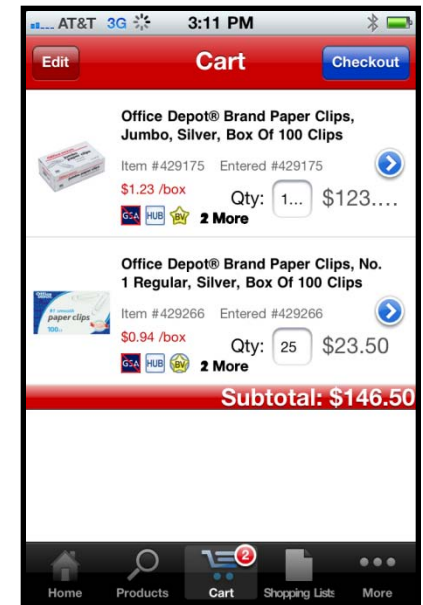 AT&T 3G 3:11 PM
Edit Cart Checkout
Office Depot® Brand Paper Clips,
Jumbo, Silver, Box Of 100 Clips
Item #429175 Entered #429175
$1.23 /box
Qty: 1... $123....
GSA HUB BV 2 More
Office Depot® Brand Paper Clips, No.
1 Regular, Silver, Box Of 100 Clips
paper clips
Item #429266 Entered #429266
$0.94 /box
Qty: 25 $23.50
GSA HUB BV 2 More
Subtotal: $146.50
2
Home Products Cart Shopping Lists More